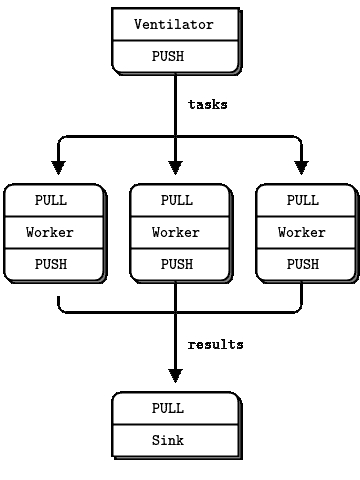 Ventilator
PUSH
tasks
PULL PULL PULL
Worker Worker Worker
PUSH PUSH PUSH
results
PULL
Sink